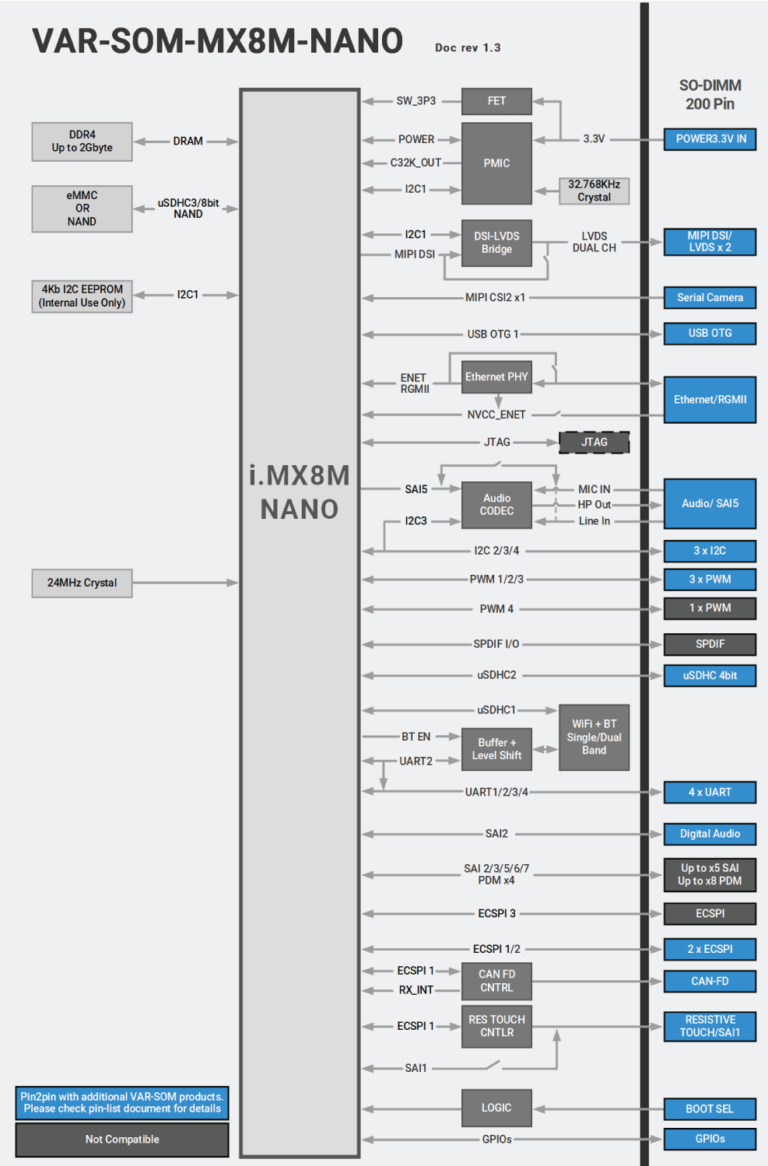 VAR-SOM-MX8M-NANO
Doc rev 1.3
SO-DIMM
200 Pin
SW_3P3
FET
DDR4
Up to 2Gbyte
DRAM
POWER
PMIC
3.3V
POWER3.3V IN
C32K_OUT
I2C1
32.768KHz
Crystal
eMMC
OR
NAND
uSDHC3/8bit
NAND
I2C1
MIPI DSI
DSI-LVDS
Bridge
LVDS
DUAL CH
MIPI DSI/
LVDS x 2
4Kb I2C EEPROM
(Internal Use Only)
I2C1
MIPI CSI2 x1
Serial Camera
USB OTG 1
USB OTG
ENET
RGMII
Ethernet PHY
Ethernet/RGMII
NVCC_ENET
JTAG
JTAG
i.MX8M
NANO
SAI5
Audio
CODEC
MIC IN
HP Out
Line In
Audio/ SAI5
I2C3
I2C 2/3/4
3 x I2C
24MHz Crystal
PWM 1/2/3
3 x PWM
PWM 4
1 x PWM
SPDIF I/O
SPDIF
uSDHC2
uSDHC 4bit
uSDHC1
WiFi + BT
Single/Dual
Band
BT EN
Buffer +
Level Shift
UART2
UART1/2/3/4
4 x UART
SAI2
Digital Audio
SAI 2/3/5/6/7
PDM x4
Up to x5 SAI
Up to x8 PDM
ECSPI 3
ECSPI
ECSPI 1/2
2 x ECSPI
ECSPI 1
RX_INT
CAN FD
CNTRL
CAN-FD
ECSPI 1
RES TOUCH
CNTLR
RESISTIVE
TOUCH/SAI1
SAI1
Pin2pin with additional VAR-SOM products.
Please check pin-list document for details
LOGIC
BOOT SEL
Not Compatible
GPIOs
GPIOs